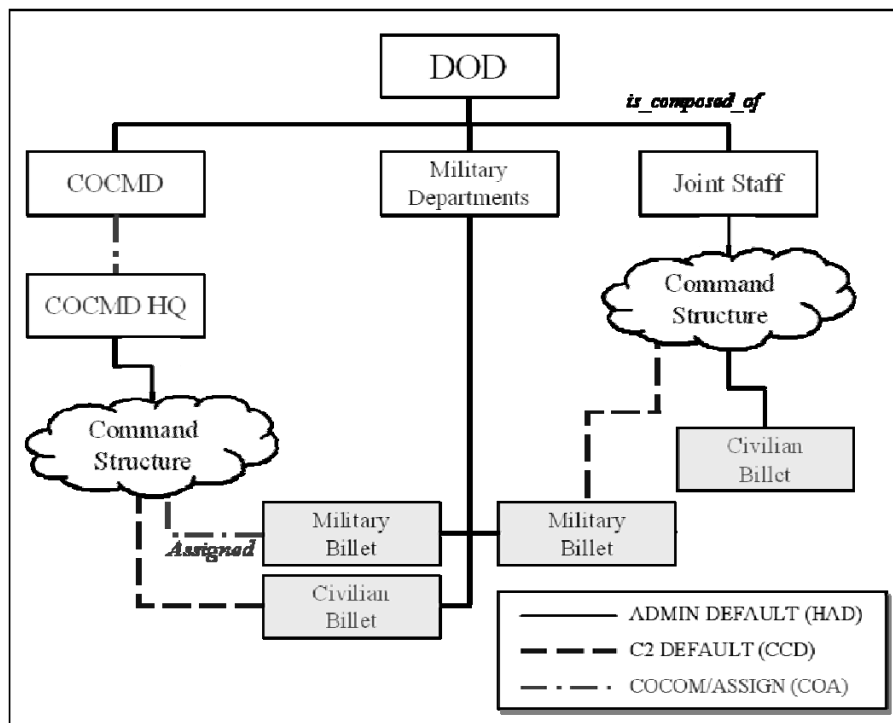 DOD
is_composed_of
COCMD
Military
Departments
Joint Staff
COCMD HQ
Command
Structure
Command
Structure
Civilian
Billet
Military
Billet
Military
Billet
Assigned
Civilian
Billet
ADMIN DEFAULT (HAD)
C2 DEFAULT (CCD)
COCOM/ASSIGN (COA)